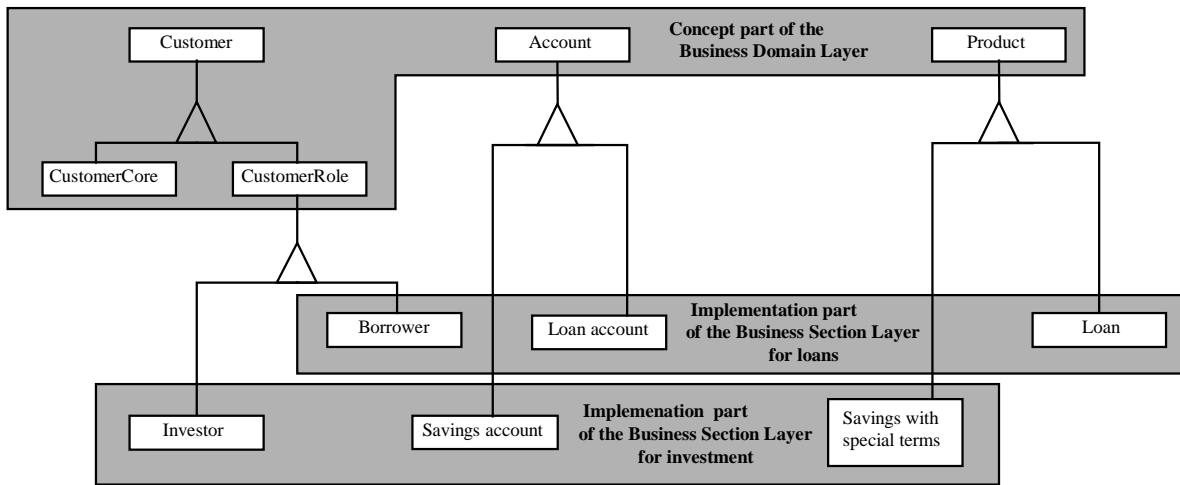 Customer
Account
Concept part of the
Business Domain Layer
Product
CustomerCore
CustomerRole
Borrower
Loan account
Implementation part
of the Business Section Layer
for loans
Loan
Investor
Savings account
Implemenation part
of the Business Section Layer
for investment
Savings with
special terms